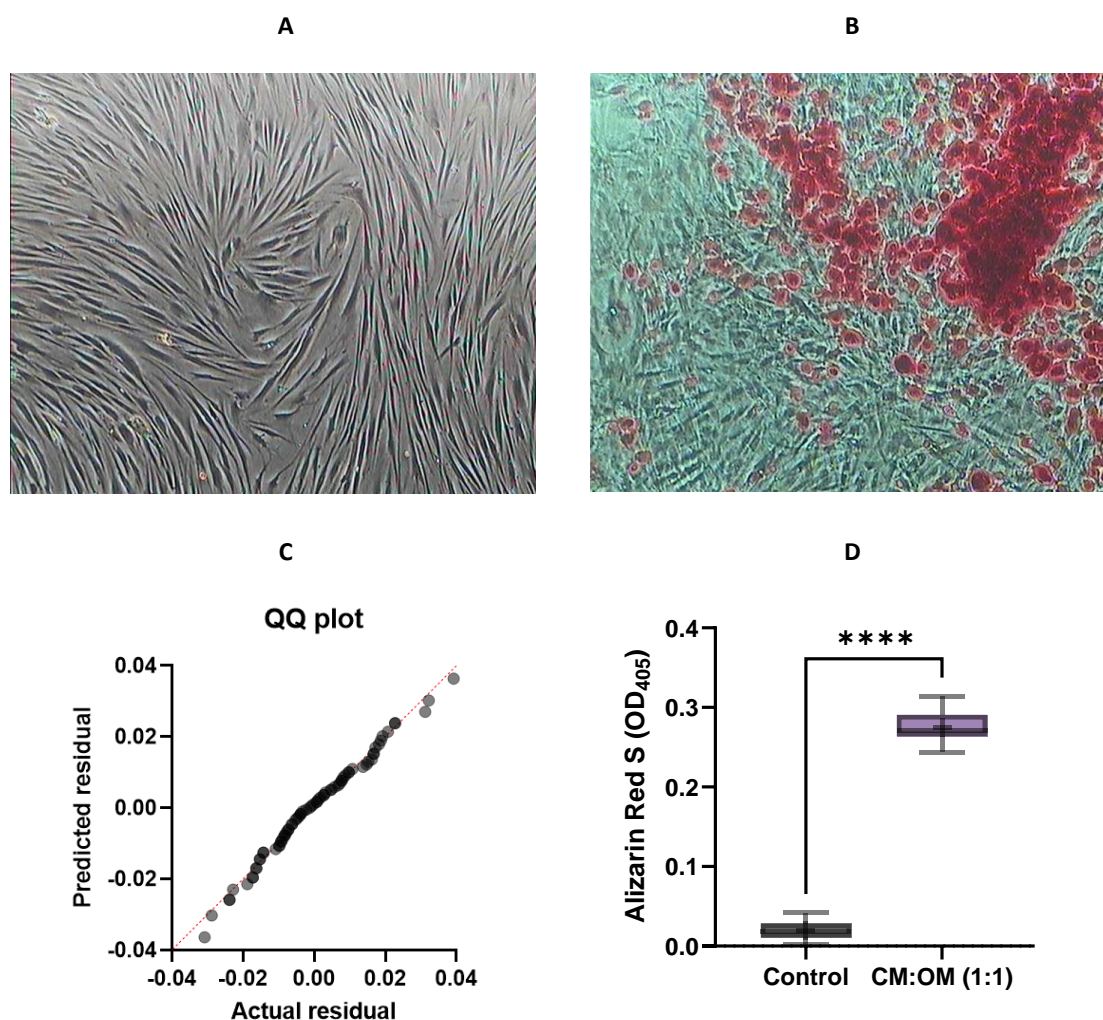 A
B
C
D
QQ plot
0.04
0.02
0.00
-0.02
-0.04
-0.04 -0.02 0.00 0.02 0.04
Predicted residual
Actual residual
0.4
0.3
0.2
0.1
0.0
Alizarin Red S (OD₄₀₅)
****
Control CM:OM (1:1)